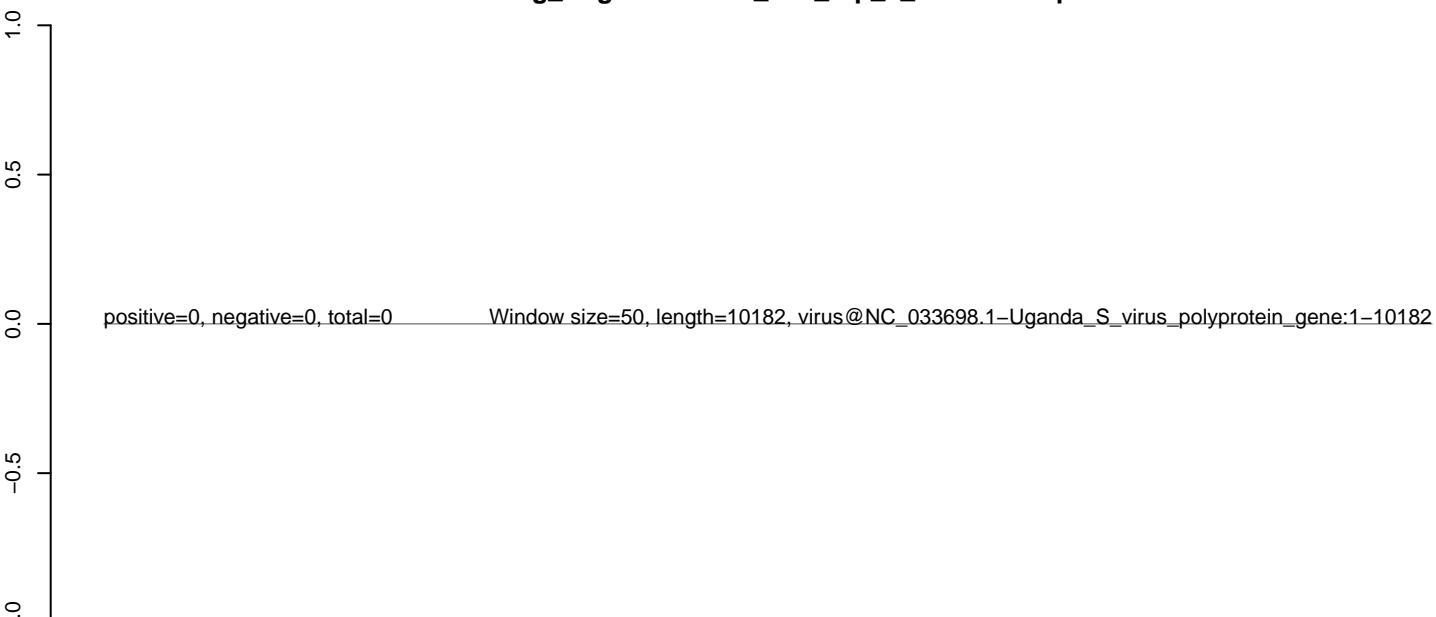 1.0
0.5
0.0
positive=0, negative=0, total=0 Window size=50, length=10182, virus@NC_033698.1−Uganda_S_virus_polyprotein_gene:1−10182
−0.5